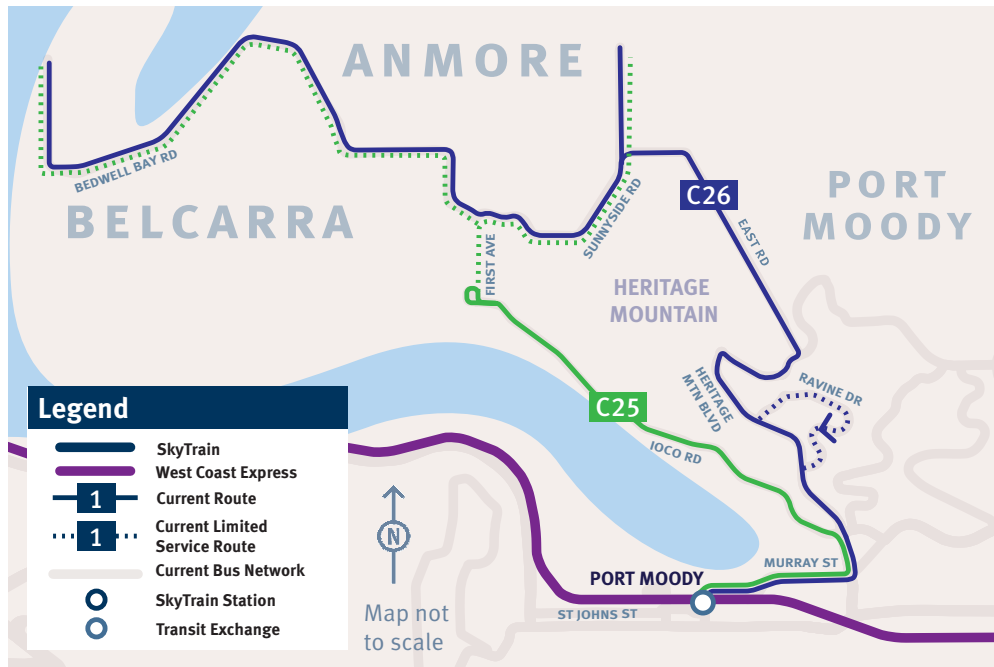 ANMORE
BEDWELL BAY RD
BELCARRA
SUNNYSIDE RD
C26
PORT
MOODY
EAST RD
FIRST AVE
HERITAGE
MOUNTAIN
HERITAGE
MTN BLVD
RAVINE DR
C25
IOCO RD
MURRAY ST
PORT MOODY
ST JOHNS ST
N
Map not
to scale
Legend
SkyTrain
West Coast Express
1
Current Route
1
Current Limited
Service Route
Current Bus Network
SkyTrain Station
Transit Exchange